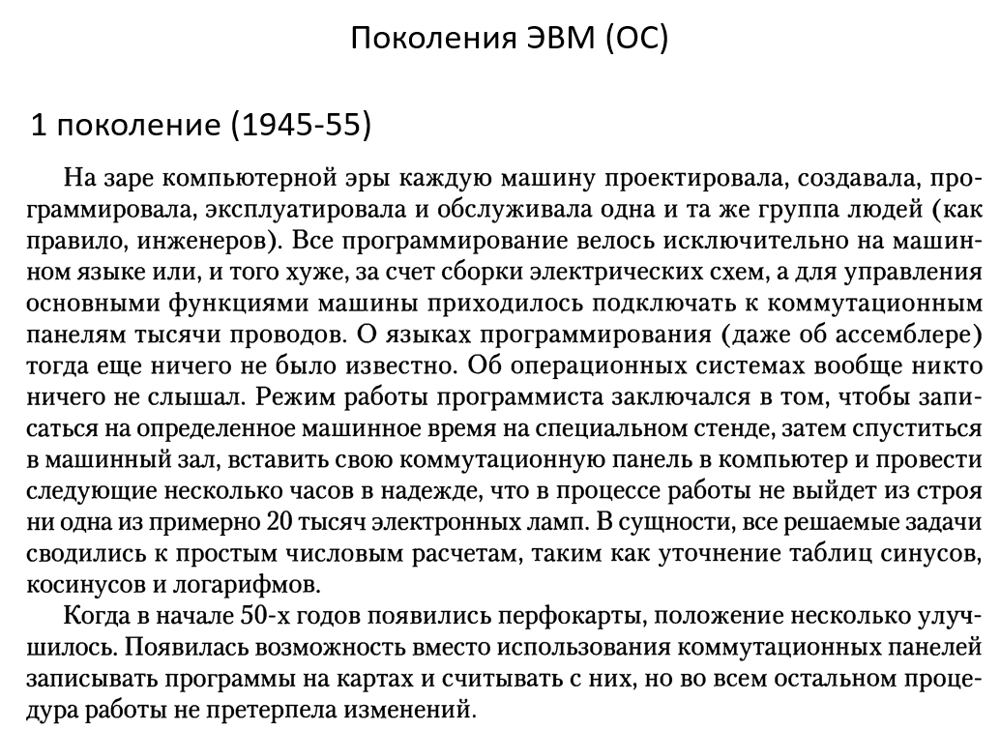 Поколения ЭВМ (ОС)
1 поколение (1945-55)
На заре компьютерной эры каждую машину проектировала, создавала, про-
граммировала, эксплуатировала и обслуживала одна и та же группа людей (как
правило, инженеров). Все программирование велось исключительно на машин-
ном языке или, и того хуже, за счет сборки электрических схем, а для управления
основными функциями машины приходилось подключать к коммутационным
панелям тысячи проводов. О языках программирования (даже об ассемблере)
тогда еще ничего не было известно. Об операционных системах вообще никто
ничего не слышал. Режим работы программиста заключался в том, чтобы запи-
саться на определенное машинное время на специальном стенде, затем спуститься
в машинный зал, вставить свою коммутационную панель в компьютер и провести
следующие несколько часов в надежде, что в процессе работы не выйдет из строя
ни одна из примерно 20 тысяч электронных ламп. В сущности, все решаемые задачи
сводились к простым числовым расчетам, таким как уточнение таблиц синусов,
косинусов и логарифмов.
Когда в начале 50-х годов появились перфокарты, положение несколько улуч-
шилось. Появилась возможность вместо использования коммутационных панелей
записывать программы на картах и считывать с них, но во всем остальном проце-
дура работы не претерпела изменений.